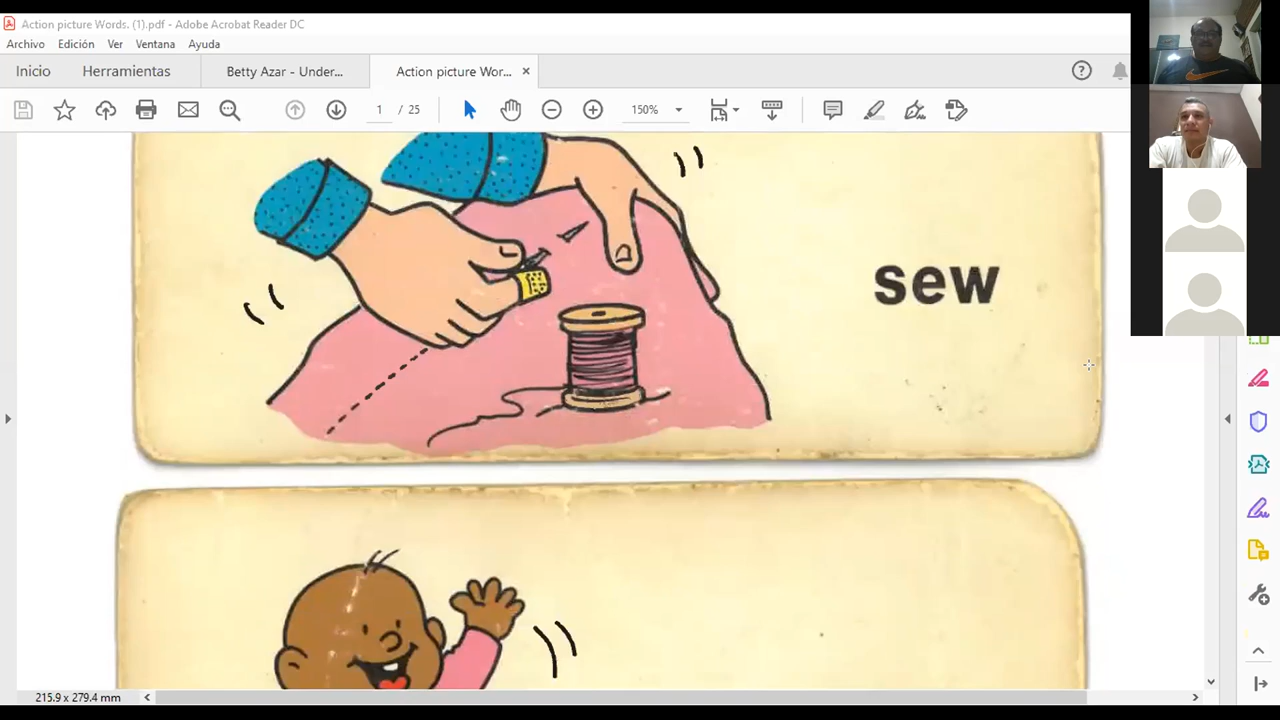 Action picture Words. (1).pdf - Adobe Acrobat Reader DC
Archivo Edición Ver Ventana Ayuda
Inicio Herramientas Betty Azar - Under... Action picture Wor... ×
1 / 25 150%
sew
215.9 x 279.4 mm